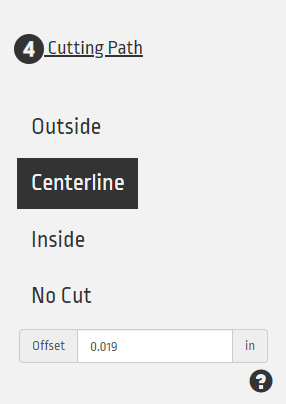 4 Cutting Path
Outside
Centerline
Inside
No Cut
Offset 0.019 in
?